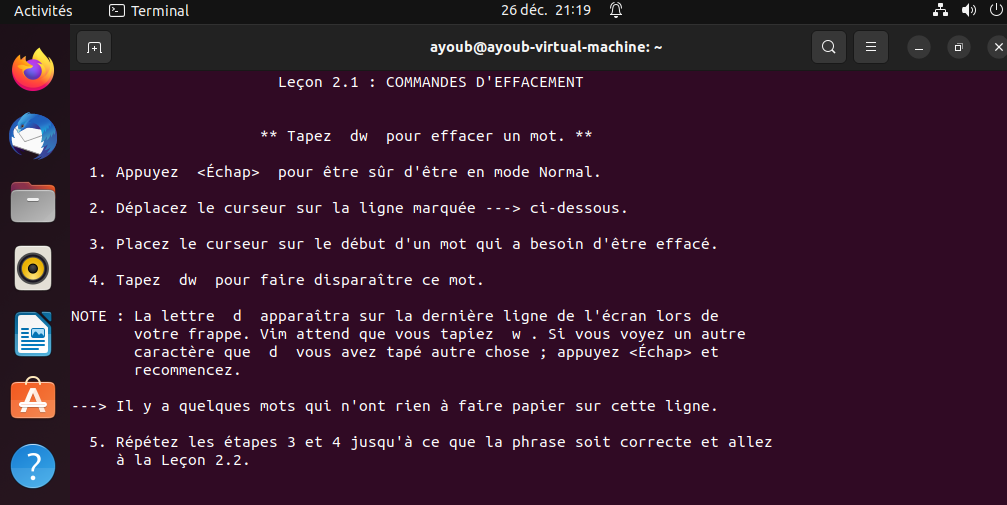 Activités Terminal 26 déc. 21:19
ayoub@ayoub-virtual-machine: ~
Leçon 2.1 : COMMANDES D'EFFACEMENT
** Tapez dw pour effacer un mot. **
1. Appuyez <Échap> pour être sûr d'être en mode Normal.
2. Déplacez le curseur sur la ligne marquée ---> ci-dessous.
3. Placez le curseur sur le début d'un mot qui a besoin d'être effacé.
4. Tapez dw pour faire disparaître ce mot.
NOTE : La lettre d apparaîtra sur la dernière ligne de l'écran lors de
votre frappe. Vim attend que vous tapiez w . Si vous voyez un autre
caractère que d vous avez tapé autre chose ; appuyez <Échap> et
recommencez.
---> Il y a quelques mots qui n'ont rien à faire papier sur cette ligne.
5. Répétez les étapes 3 et 4 jusqu'à ce que la phrase soit correcte et allez
à la Leçon 2.2.